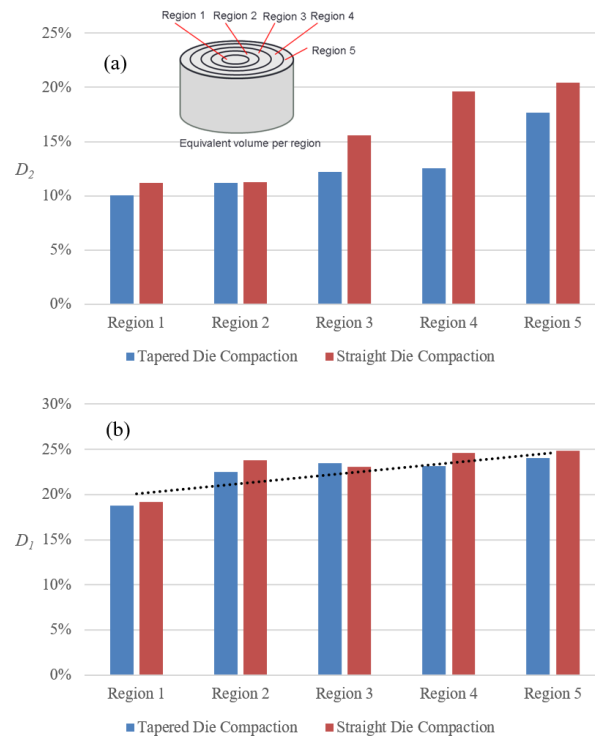 Region 1 Region 2 Region 3 Region 4
Region 5
(a)
Equivalent volume per region
25%
20%
15%
10%
5%
0%
D2
Region 1 Region 2 Region 3 Region 4 Region 5
Tapered Die Compaction Straight Die Compaction
(b)
30%
25%
20%
15%
10%
5%
0%
D1
Region 1 Region 2 Region 3 Region 4 Region 5
Tapered Die Compaction Straight Die Compaction